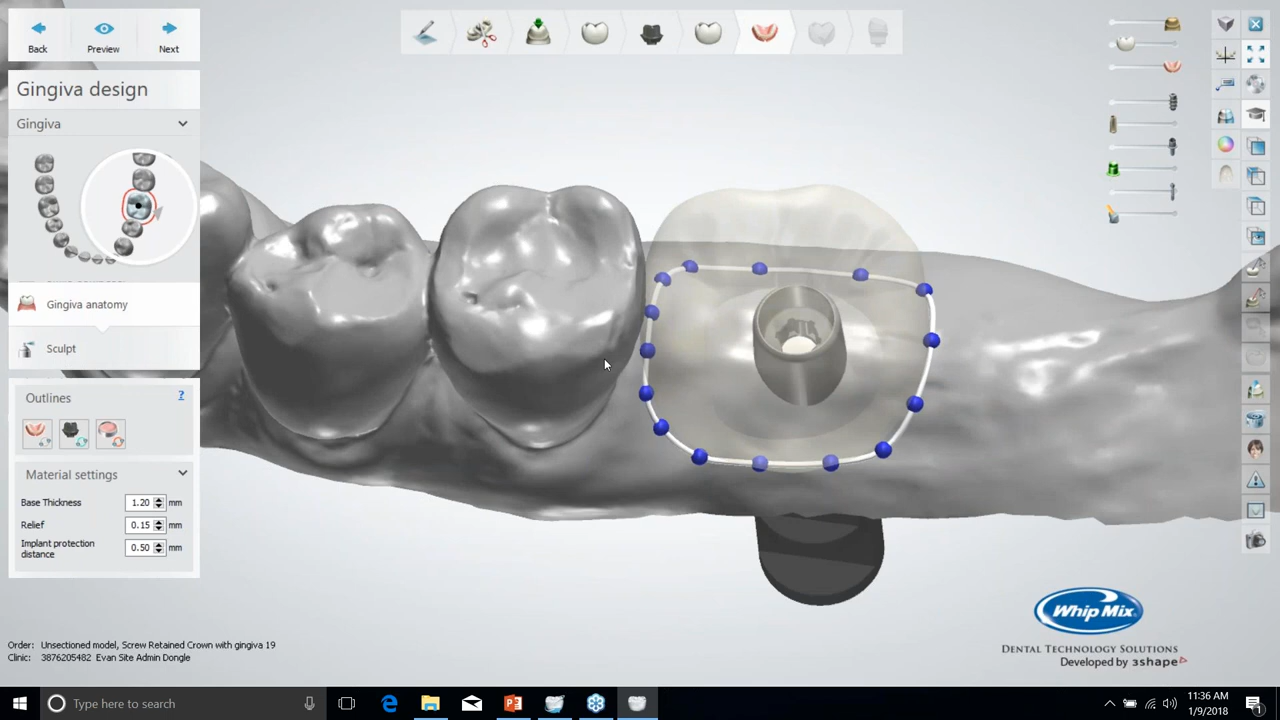 Back
Preview
Next
Gingiva design
Gingiva
Gingiva anatomy
Sculpt
Outlines
?
Material settings
Base Thickness 1.20 mm
Relief 0.15 mm
Implant protection
distance 0.50 mm
Order: Unsectioned model, Screw Retained Crown with gingiva 19
Clinic: 3876205482 Evan Site Admin Dongle
Whip Mix
DENTAL TECHNOLOGY SOLUTIONS
Developed by 3shape
Type here to search
11:36 AM
1/9/2018
1